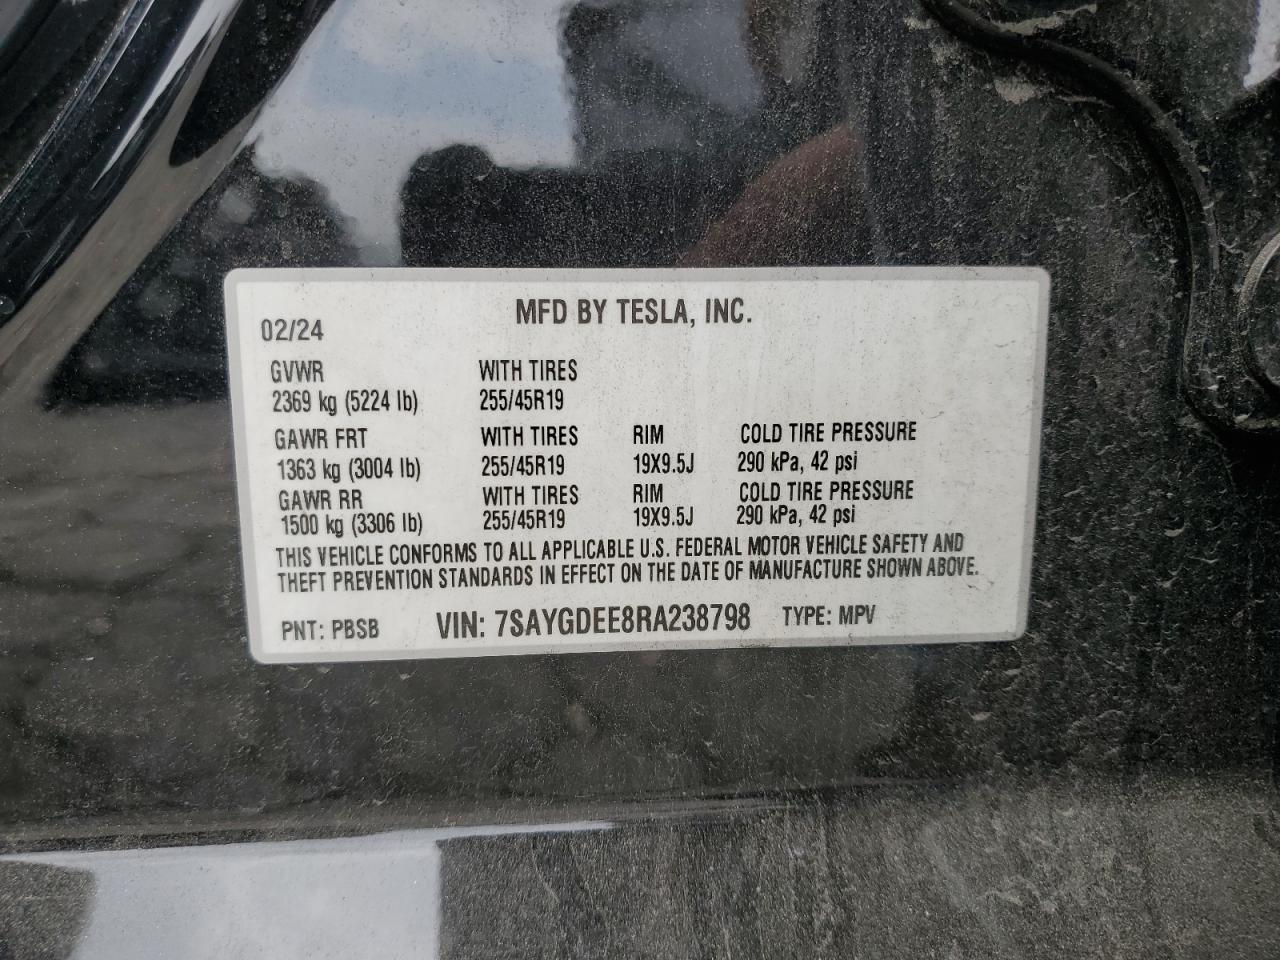 MFD BY TESLA, INC.
02/24
GVWR WITH TIRES
2369 kg (5224 lb) 255/45R19
GAWR FRT WITH TIRES RIM COLD TIRE PRESSURE
1363 kg (3004 lb) 255/45R19 19X9.5J 290 kPa, 42 psi
GAWR RR WITH TIRES RIM COLD TIRE PRESSURE
1500 kg (3306 lb) 255/45R19 19X9.5J 290 kPa, 42 psi
THIS VEHICLE CONFORMS TO ALL APPLICABLE U.S. FEDERAL MOTOR VEHICLE SAFETY AND
THEFT PREVENTION STANDARDS IN EFFECT ON THE DATE OF MANUFACTURE SHOWN ABOVE.
PNT: PBSB VIN: 7SAYGDEE8RA238798 TYPE: MPV